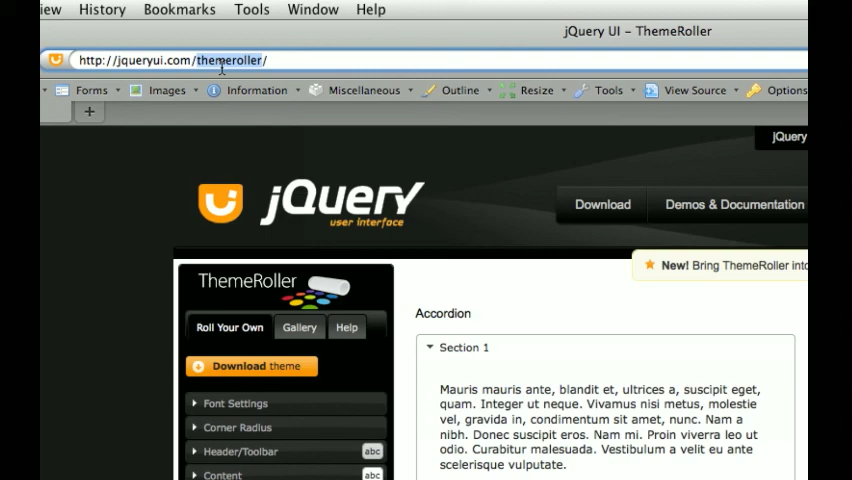 iew History Bookmarks Tools Window Help
jQuery UI – ThemeRoller
http://jqueryui.com/themeroller/
Forms Images Information Miscellaneous Outline Resize Tools View Source Options
+
jQuery
jQuery
user interface
Download Demos & Documentation
New! Bring ThemeRoller into
ThemeRoller
Roll Your Own Gallery Help
Download theme
Font Settings
Corner Radius
Header/Toolbar abc
Content abc
Accordion
Section 1
Mauris mauris ante, blandit et, ultrices a, suscipit eget,
quam. Integer ut neque. Vivamus nisi metus, molestie
vel, gravida in, condimentum sit amet, nunc. Nam a
nibh. Donec suscipit eros. Nam mi. Proin viverra leo ut
odio. Curabitur malesuada. Vestibulum a velit eu ante
scelerisque vulputate.